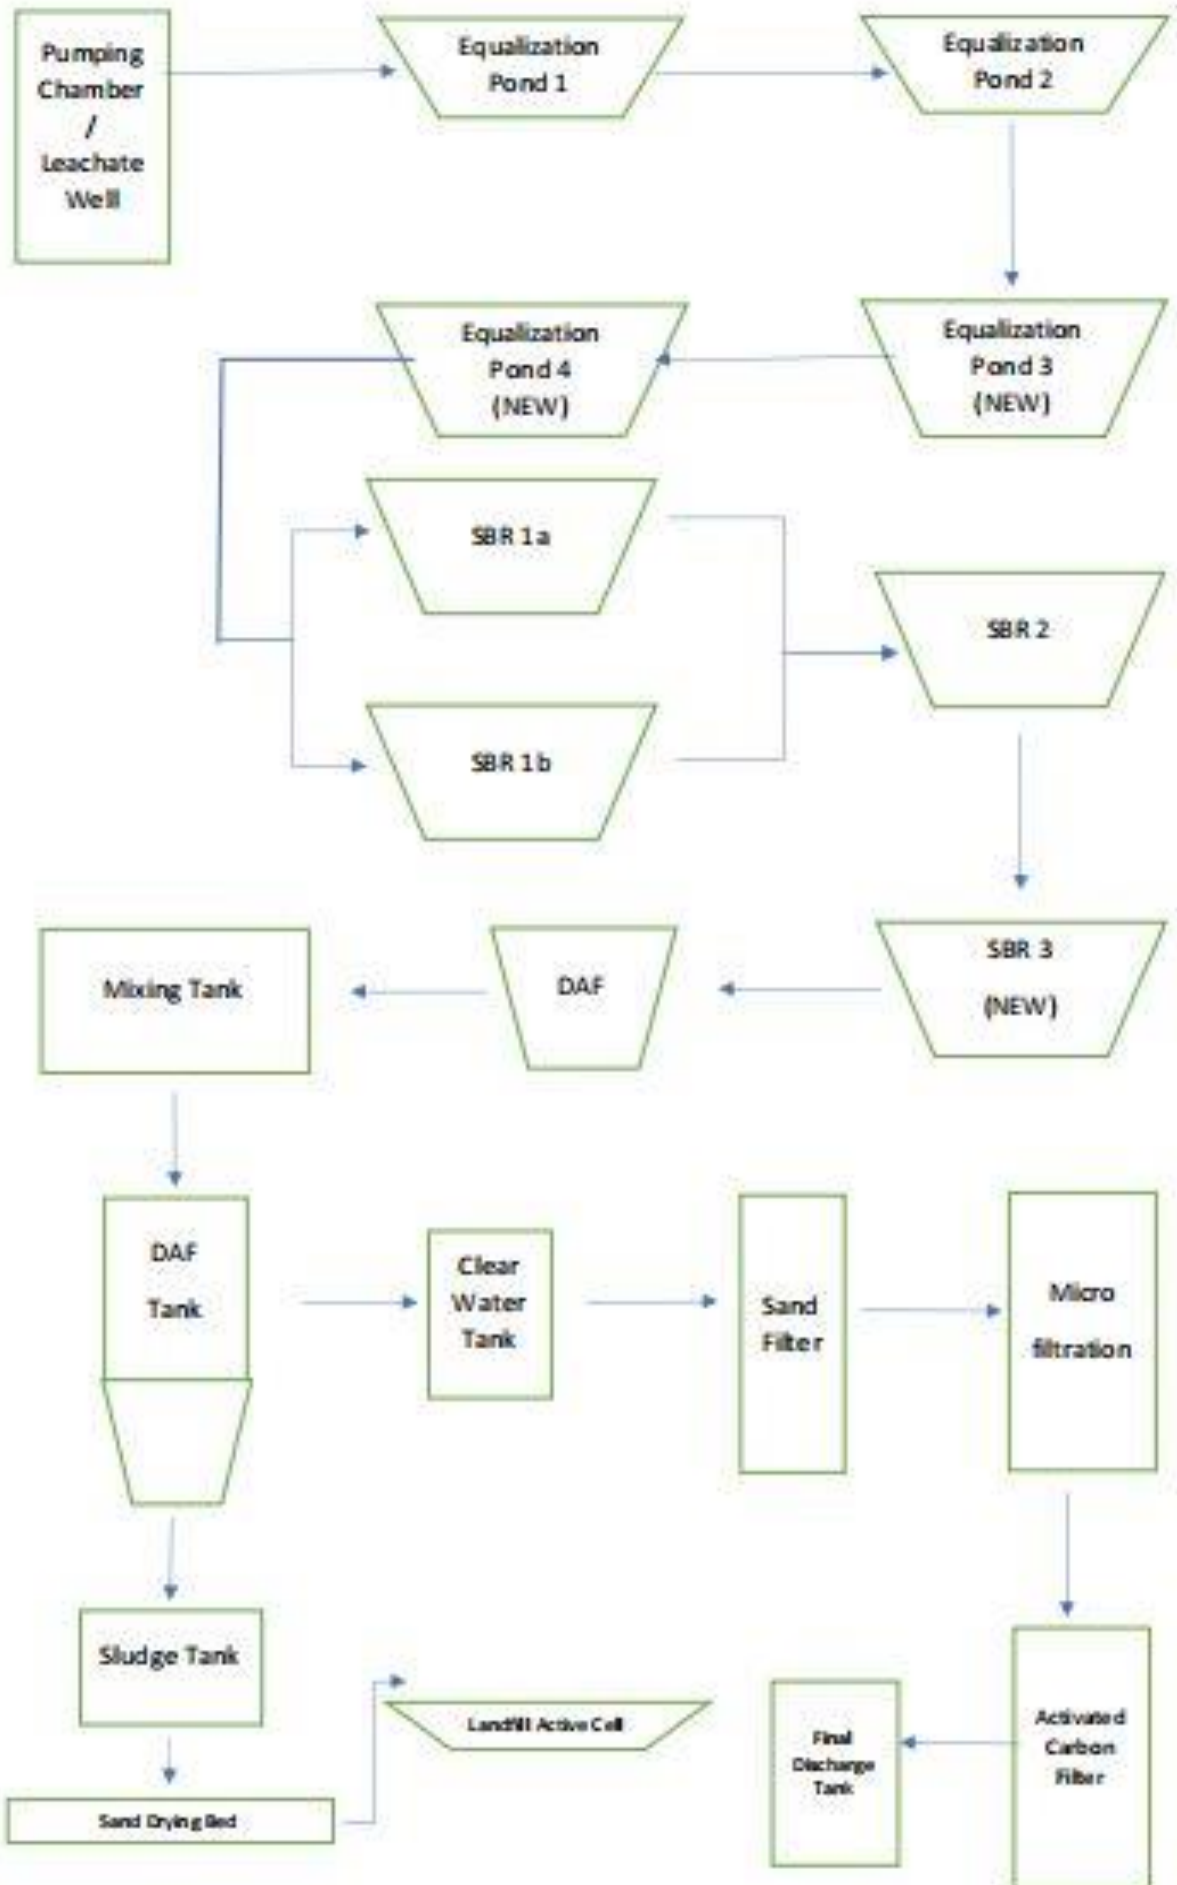 Pumping
Chamber
/
Leachate
Well
Equalization
Pond 1
Equalization
Pond 2
Equalization
Pond 4
(NEW)
Equalization
Pond 3
(NEW)
SBR 1a
SBR 2
SBR 1b
Mixing Tank
DAF
SBR 3
(NEW)
DAF
Tank
Clear
Water
Tank
Sand
Filter
Micro
filtration
Sludge Tank
Landfill Active Cell
Sand Drying Bed
Final
Discharge
Tank
Activated
Carbon
Filter